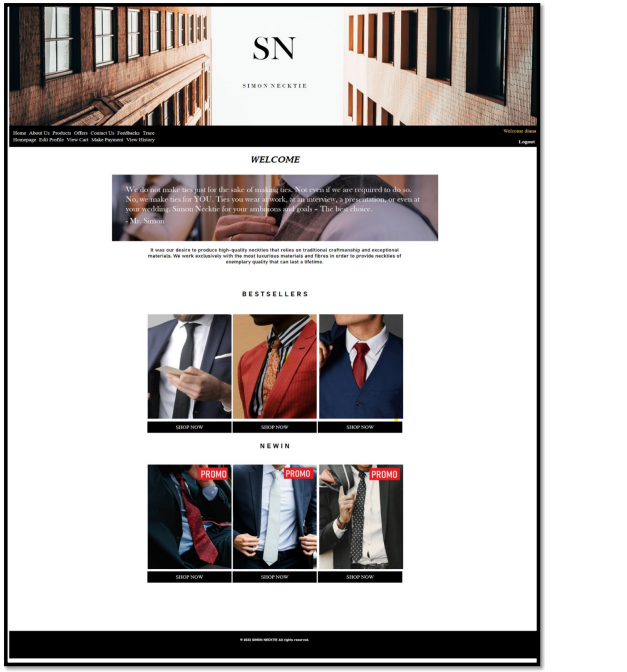 SN
SIMON NECKTIE
Home About Us Products Offers Contact Us Feedbacks Trace
Homepage Edit Profile View Cart Make Payment View History
Welcome diana
Logout
WELCOME
We do not make ties just for the sake of making ties. Not even if we are required to do so.
No, we make ties for YOU. Ties you wear at work, at an interview, a presentation, or even at
your wedding. Simon Necktie for your ambitions and goals – The best choice.
- Mr. Simon
It was our desire to produce high-quality neckties that relies on traditional craftmanship and exceptional
materials. We work exclusively with the most luxurious materials and fibres in order to provide neckties of
exemplary quality that can last a lifetime.
BESTSELLERS
SHOP NOW
SHOP NOW
SHOP NOW
NEW IN
PROMO
PROMO
PROMO
SHOP NOW
SHOP NOW
SHOP NOW
SIMON NECKTIE All rights reserved.